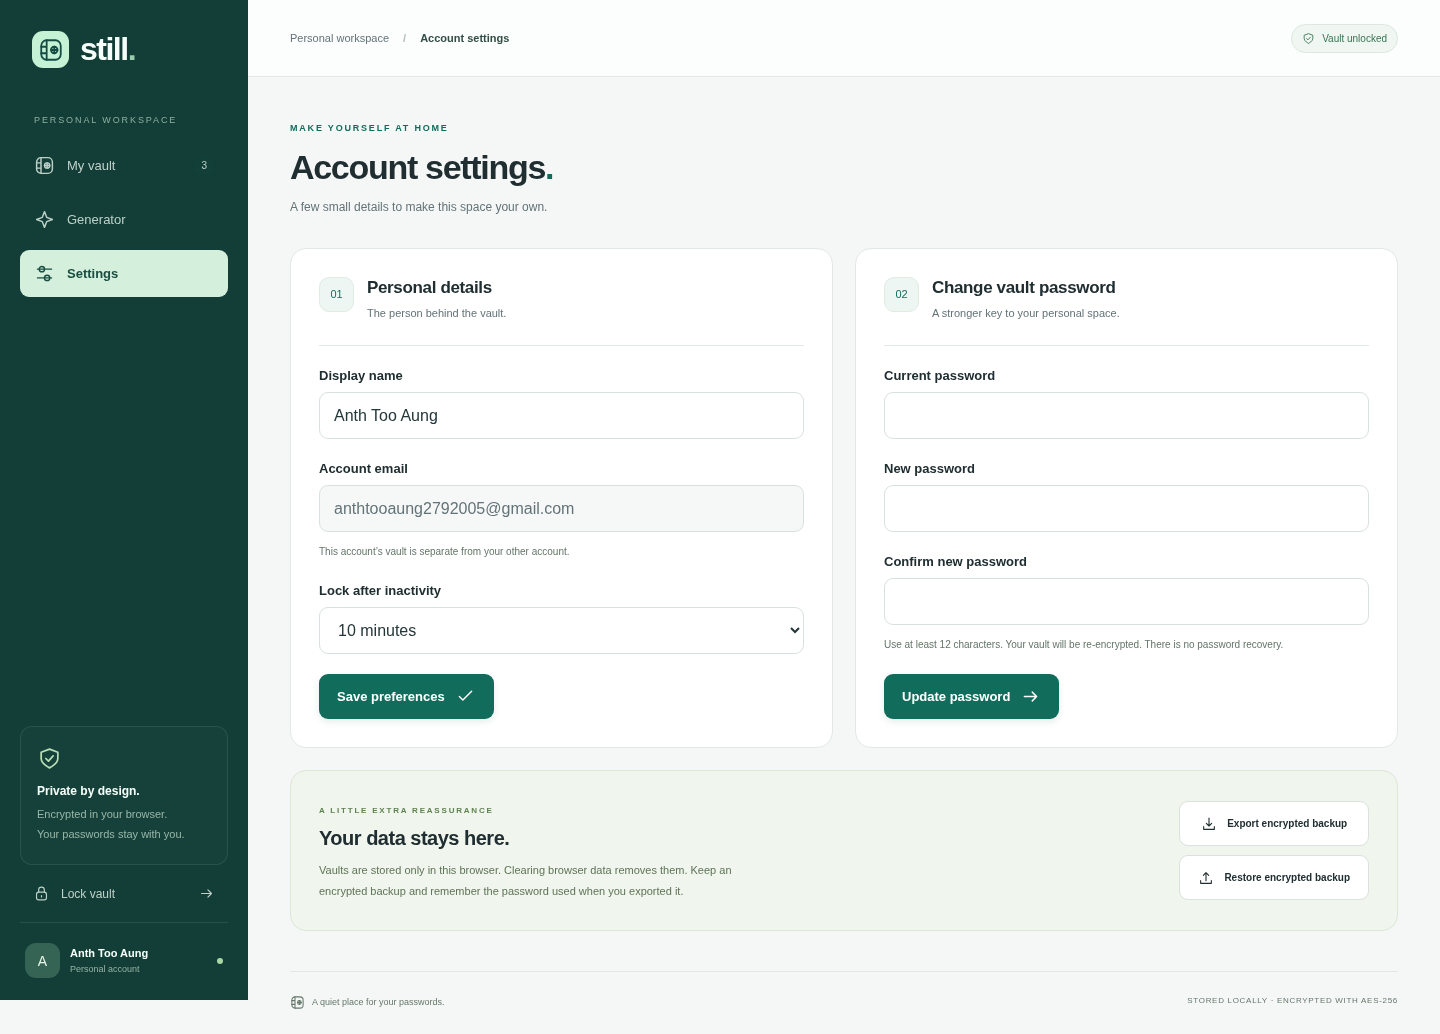 still.
PERSONAL WORKSPACE
My vault 3
Generator
Settings
Private by design.
Encrypted in your browser.
Your passwords stay with you.
Lock vault
A
Anth Too Aung
Personal account
Personal workspace / Account settings
Vault unlocked
MAKE YOURSELF AT HOME
Account settings.
A few small details to make this space your own.
01
Personal details
The person behind the vault.
Display name
Anth Too Aung
Account email
anthtooaung2792005@gmail.com
This account's vault is separate from your other account.
Lock after inactivity
10 minutes
Save preferences
02
Change vault password
A stronger key to your personal space.
Current password
New password
Confirm new password
Use at least 12 characters. Your vault will be re-encrypted. There is no password recovery.
Update password
A LITTLE EXTRA REASSURANCE
Your data stays here.
Vaults are stored only in this browser. Clearing browser data removes them. Keep an
encrypted backup and remember the password used when you exported it.
Export encrypted backup
Restore encrypted backup
A quiet place for your passwords.
STORED LOCALLY · ENCRYPTED WITH AES-256